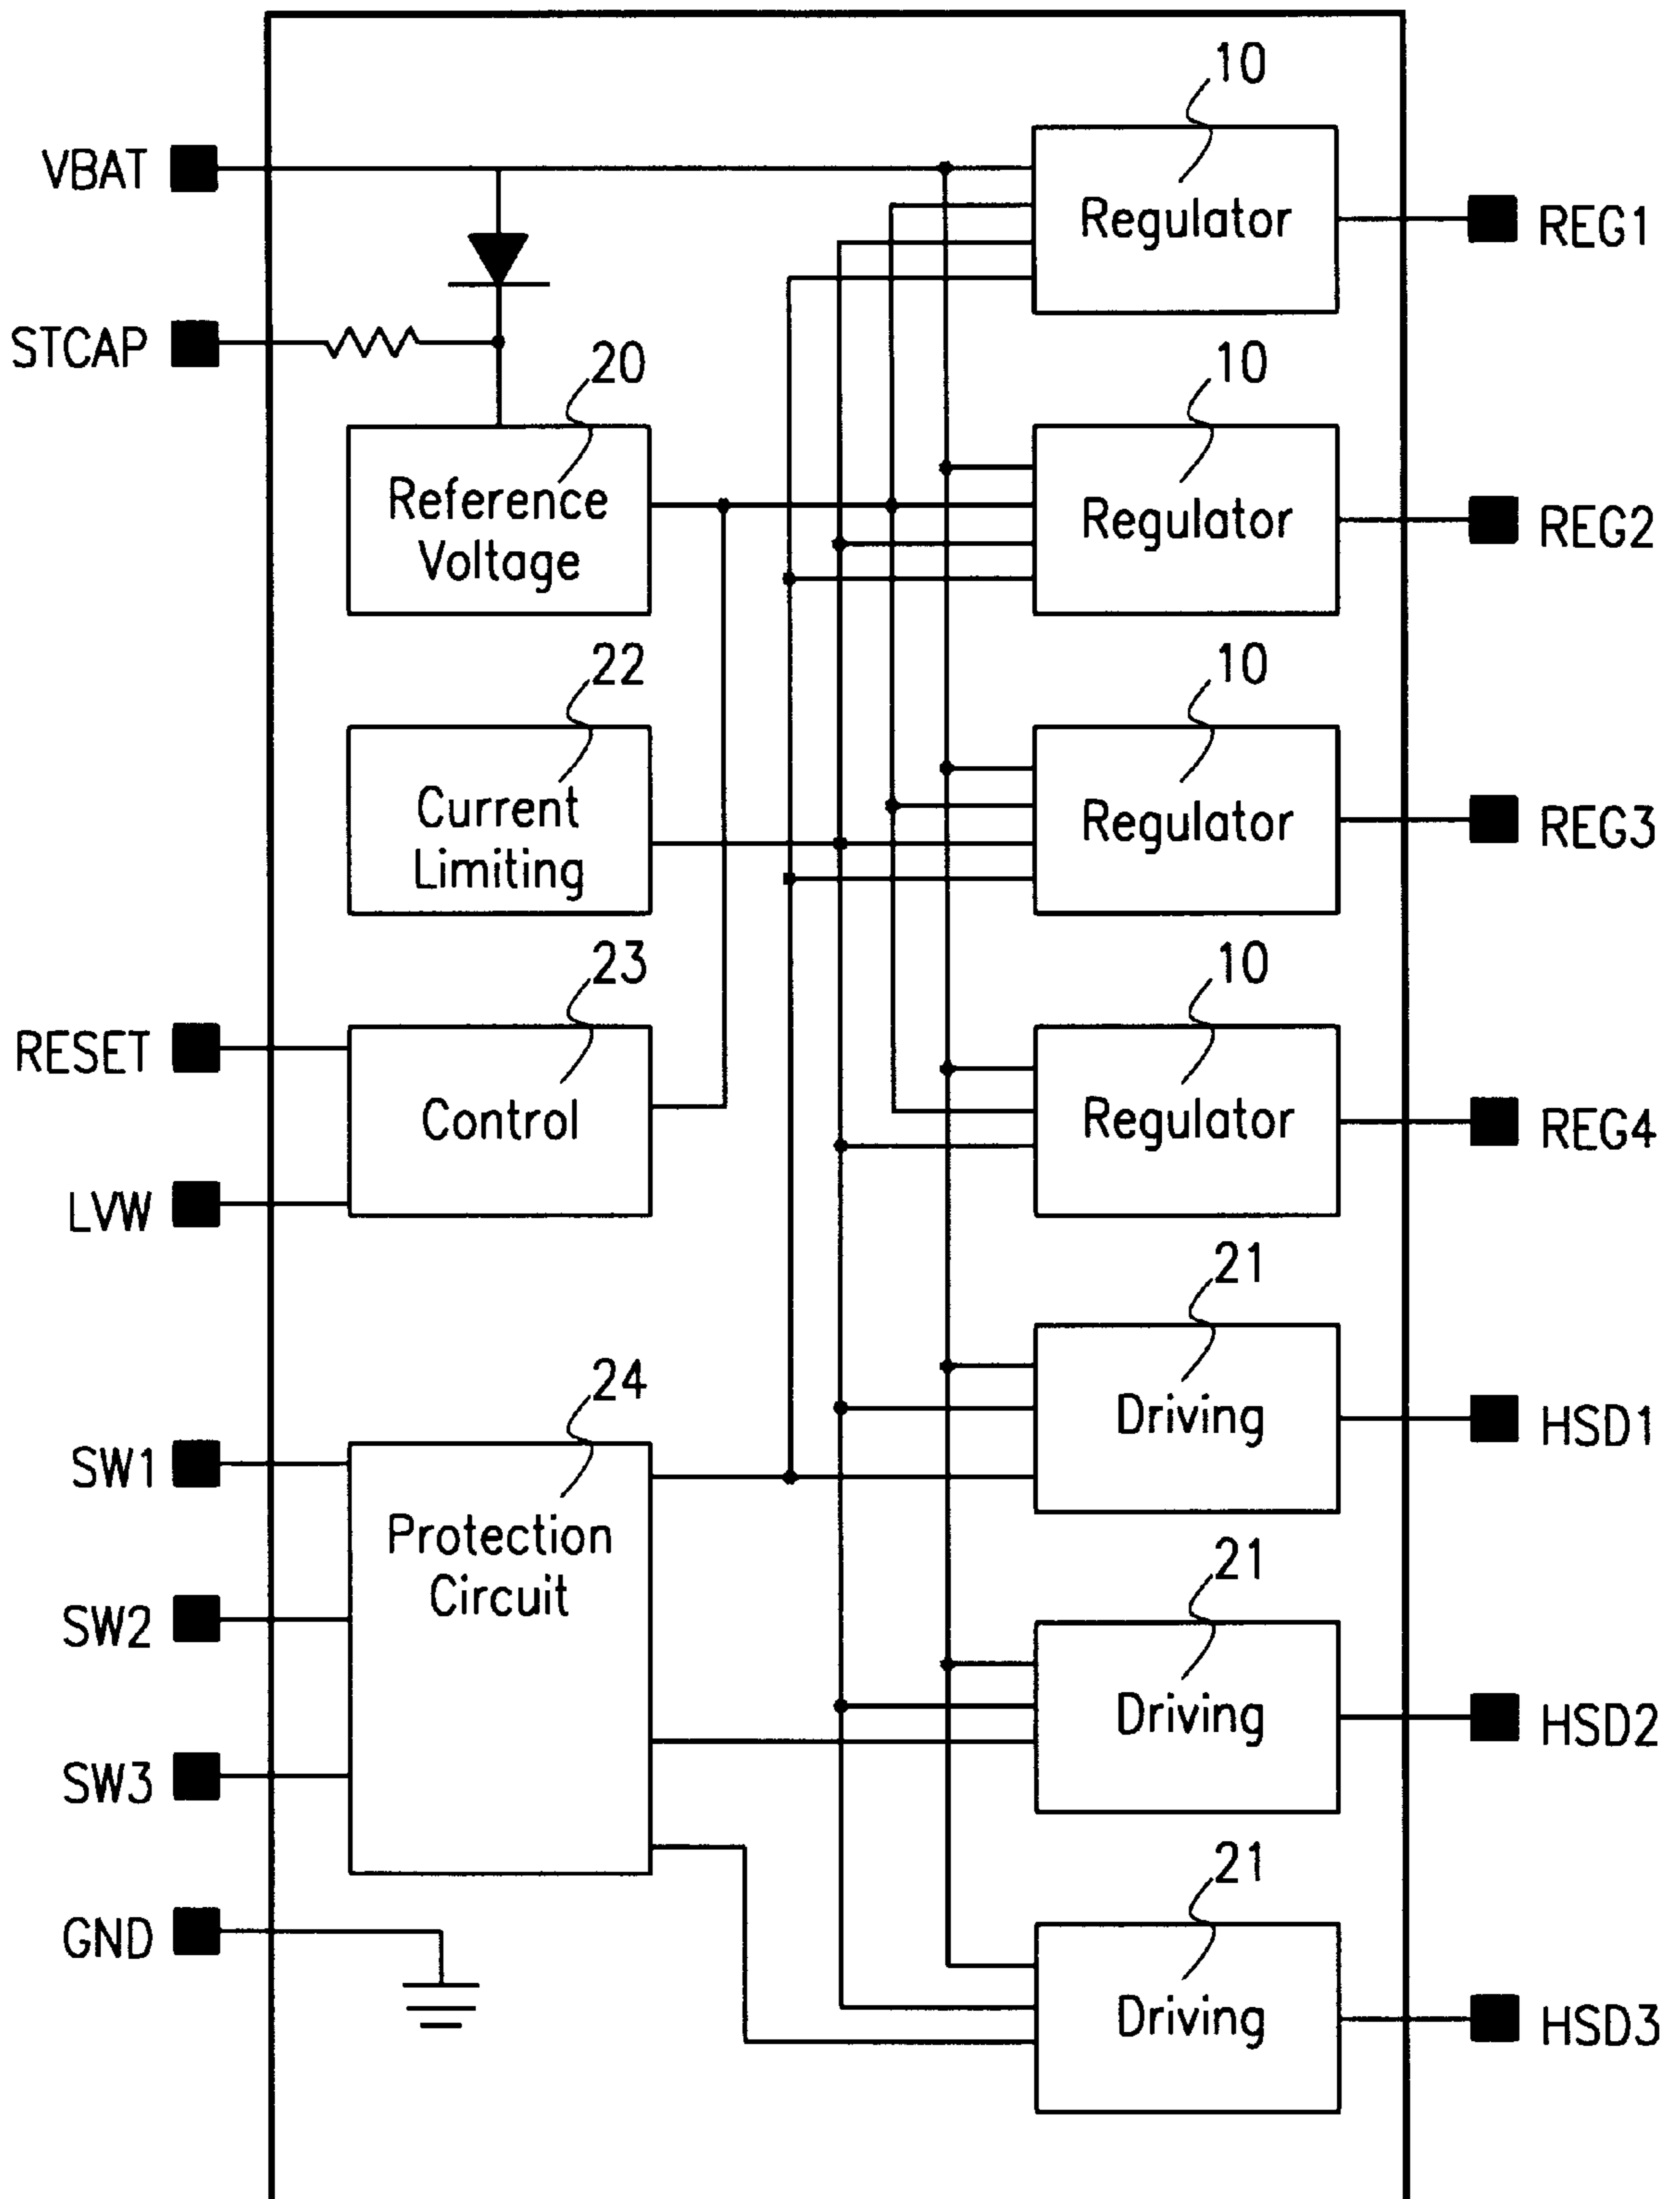 10
VBAT
Regulator
REG1
STCAP
20
10
Reference
Voltage
Regulator
REG2
22
10
Current
Limiting
Regulator
REG3
23
10
RESET
Control
Regulator
REG4
LVW
21
24
Driving
HSD1
SW1
Protection
Circuit
21
SW2
Driving
HSD2
SW3
21
GND
Driving
HSD3